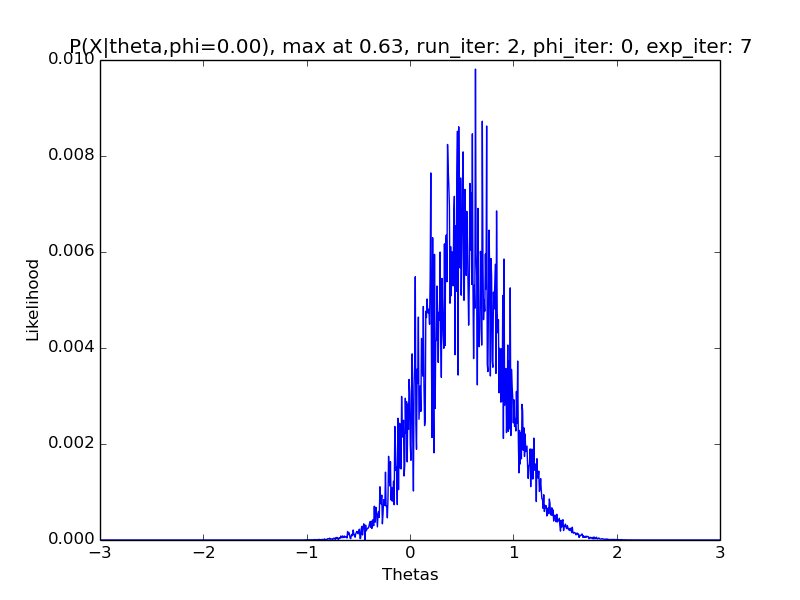 P(X|theta,phi=0.00), max at 0.63, run_iter: 2, phi_iter: 0, exp_iter: 7
0.010
0.008
0.006
0.004
0.002
0.000
Likelihood
−3 −2 −1 0 1 2 3
Thetas